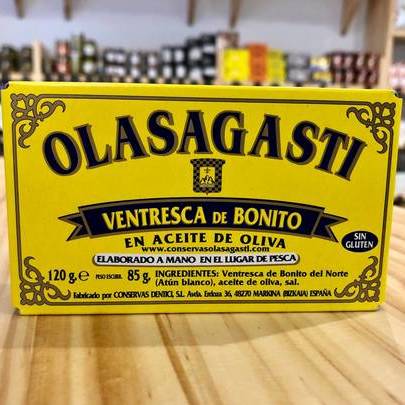 OLASAGASTI
VENTRESCA DE BONITO
EN ACEITE DE OLIVA
www.conservasolasagasti.com
SIN
GLUTEN
ELABORADO A MANO EN EL LUGAR DE PESCA
120 g.℮ PESO ESCURR. 85 g. INGREDIENTES: Ventresca de Bonito del Norte
(Atún blanco), aceite de oliva, sal.
Fabricado por CONSERVAS DENTICI, S.L. Avda. Erdoza 36, 48270 MARKINA (BIZKAIA) ESPAÑA